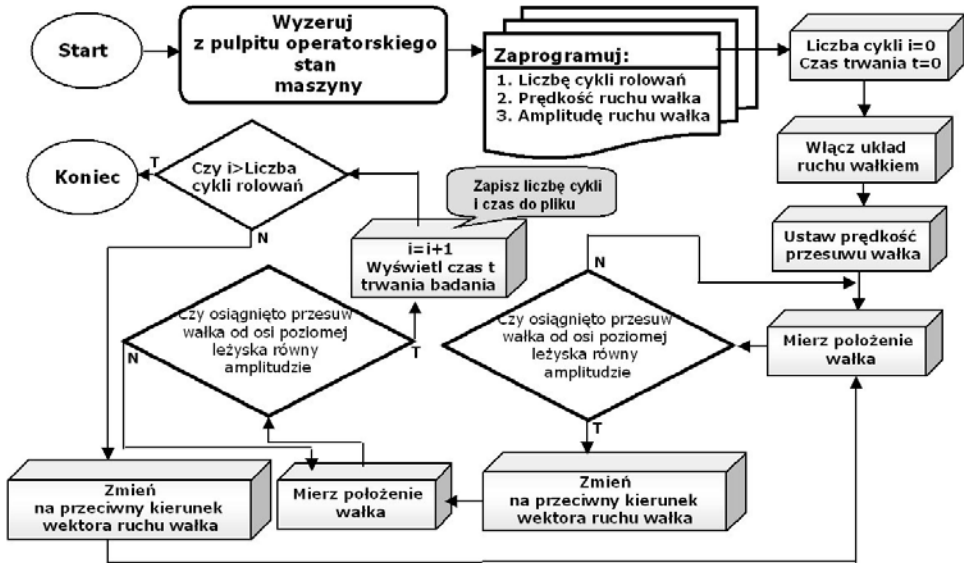 Start
Wyzeruj
z pulpitu operatorskiego
stan
maszyny
Zaprogramuj:
1. Liczbę cykli rolowań
2. Prędkość ruchu wałka
3. Amplitudę ruchu wałka
Liczba cykli i=0
Czas trwania t=0
Włącz układ
ruchu wałkiem
Ustaw prędkość
przesuwu wałka
Mierz położenie
wałka
N
Czy osiągnięto przesuw
wałka od osi poziomej
leżyska równy
amplitudzie
T
Zmień
na przeciwny kierunek
wektora ruchu wałka
Mierz położenie
wałka
Czy osiągnięto przesuw
wałka od osi poziomej
leżyska równy
amplitudzie
N
T
i=i+1
Wyświetl czas t
trwania badania
Zapisz liczbę cykli
i czas do pliku
Czy i>Liczba
cykli rolowań
T
N
Koniec
Zmień
na przeciwny kierunek
wektora ruchu wałka